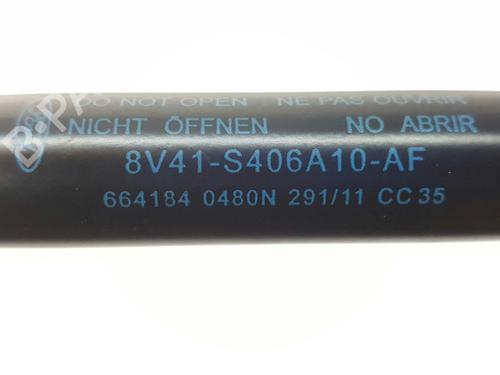 DO NOT OPEN NE PAS OUVRIR
NICHT ÖFFNEN NO ABRIR
8V41-S406A10-AF
664184 0480N 291/11 CC 35